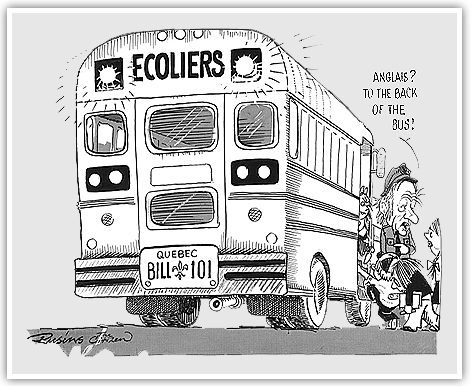 ECOLIERS
ANGLAIS?
TO THE BACK
OF THE
BUS!
QUEBEC
BILL⚜101